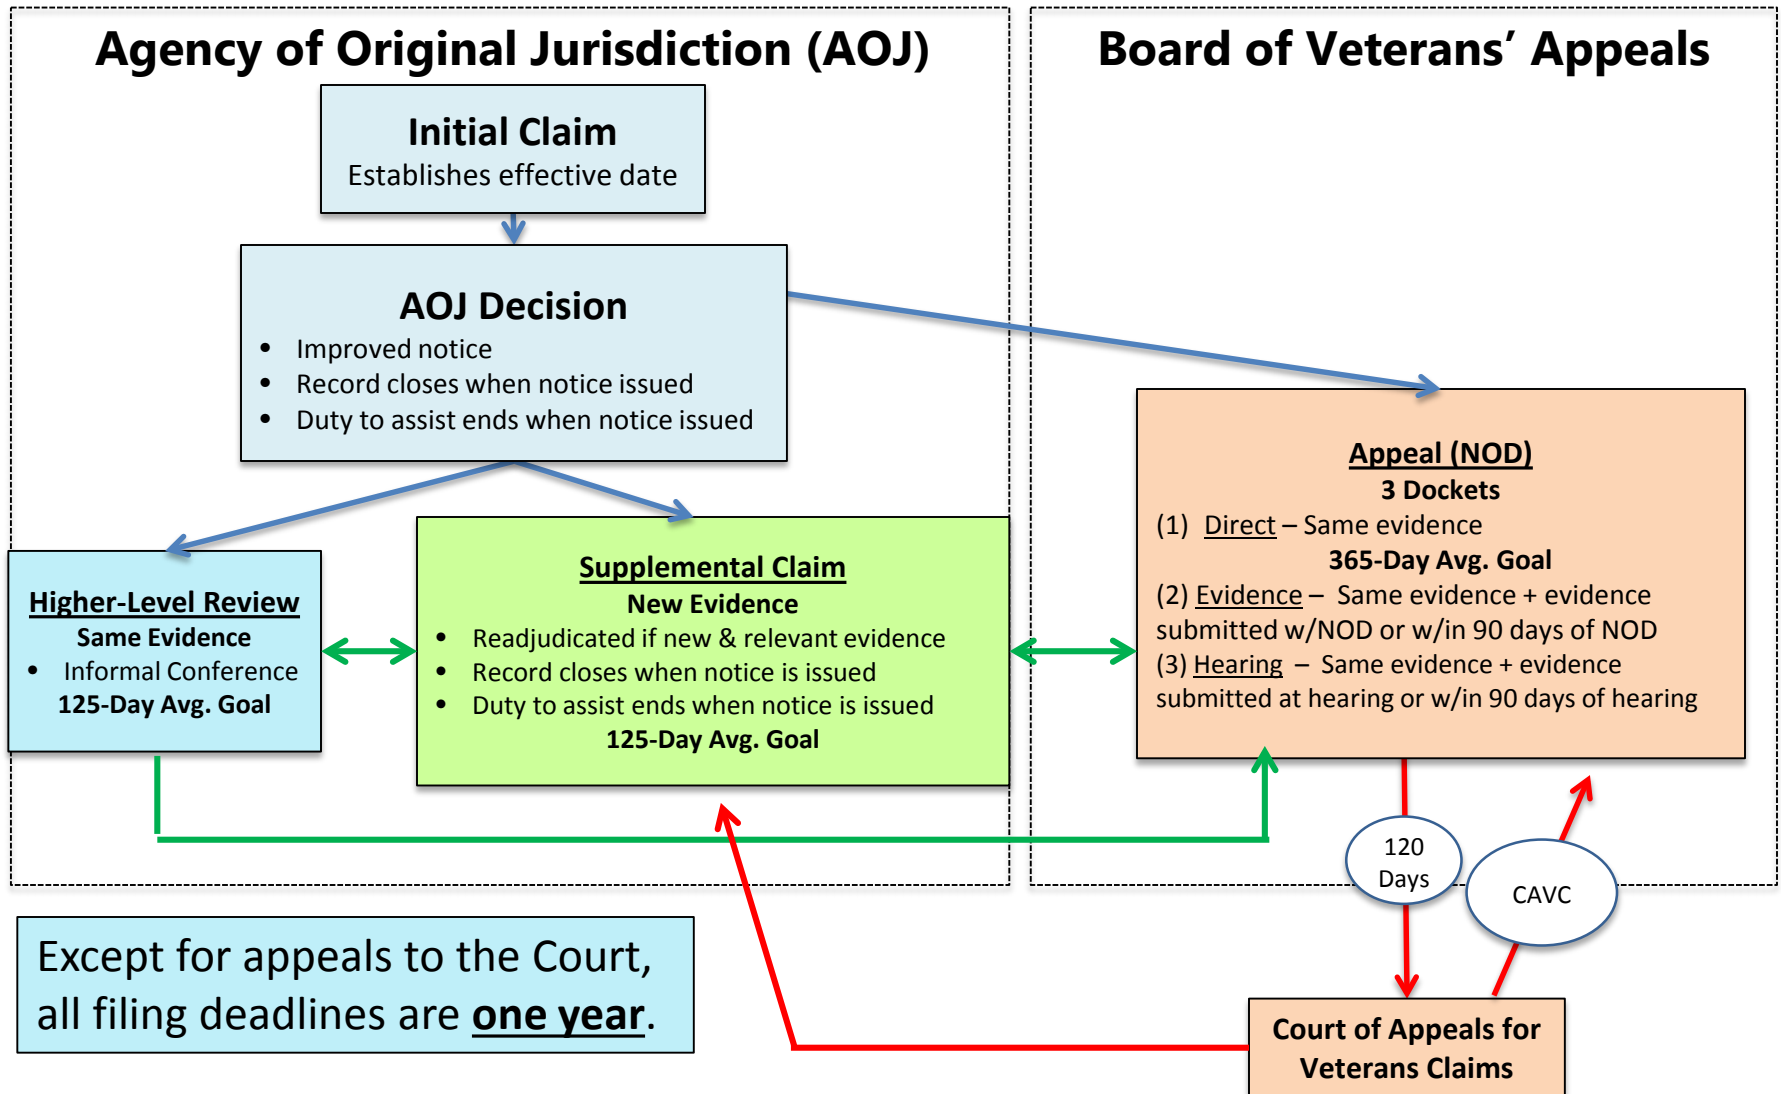 Agency of Original Jurisdiction (AOJ)
Initial Claim
Establishes effective date
AOJ Decision
• Improved notice
• Record closes when notice issued
• Duty to assist ends when notice issued
Higher-Level Review
Same Evidence
• Informal Conference
125-Day Avg. Goal
Supplemental Claim
New Evidence
• Readjudicated if new & relevant evidence
• Record closes when notice is issued
• Duty to assist ends when notice is issued
125-Day Avg. Goal
Board of Veterans’ Appeals
Appeal (NOD)
3 Dockets
(1) Direct – Same evidence
365-Day Avg. Goal
(2) Evidence – Same evidence + evidence
submitted w/NOD or w/in 90 days of NOD
(3) Hearing – Same evidence + evidence
submitted at hearing or w/in 90 days of hearing
120
Days
CAVC
Court of Appeals for
Veterans Claims
Except for appeals to the Court,
all filing deadlines are one year.